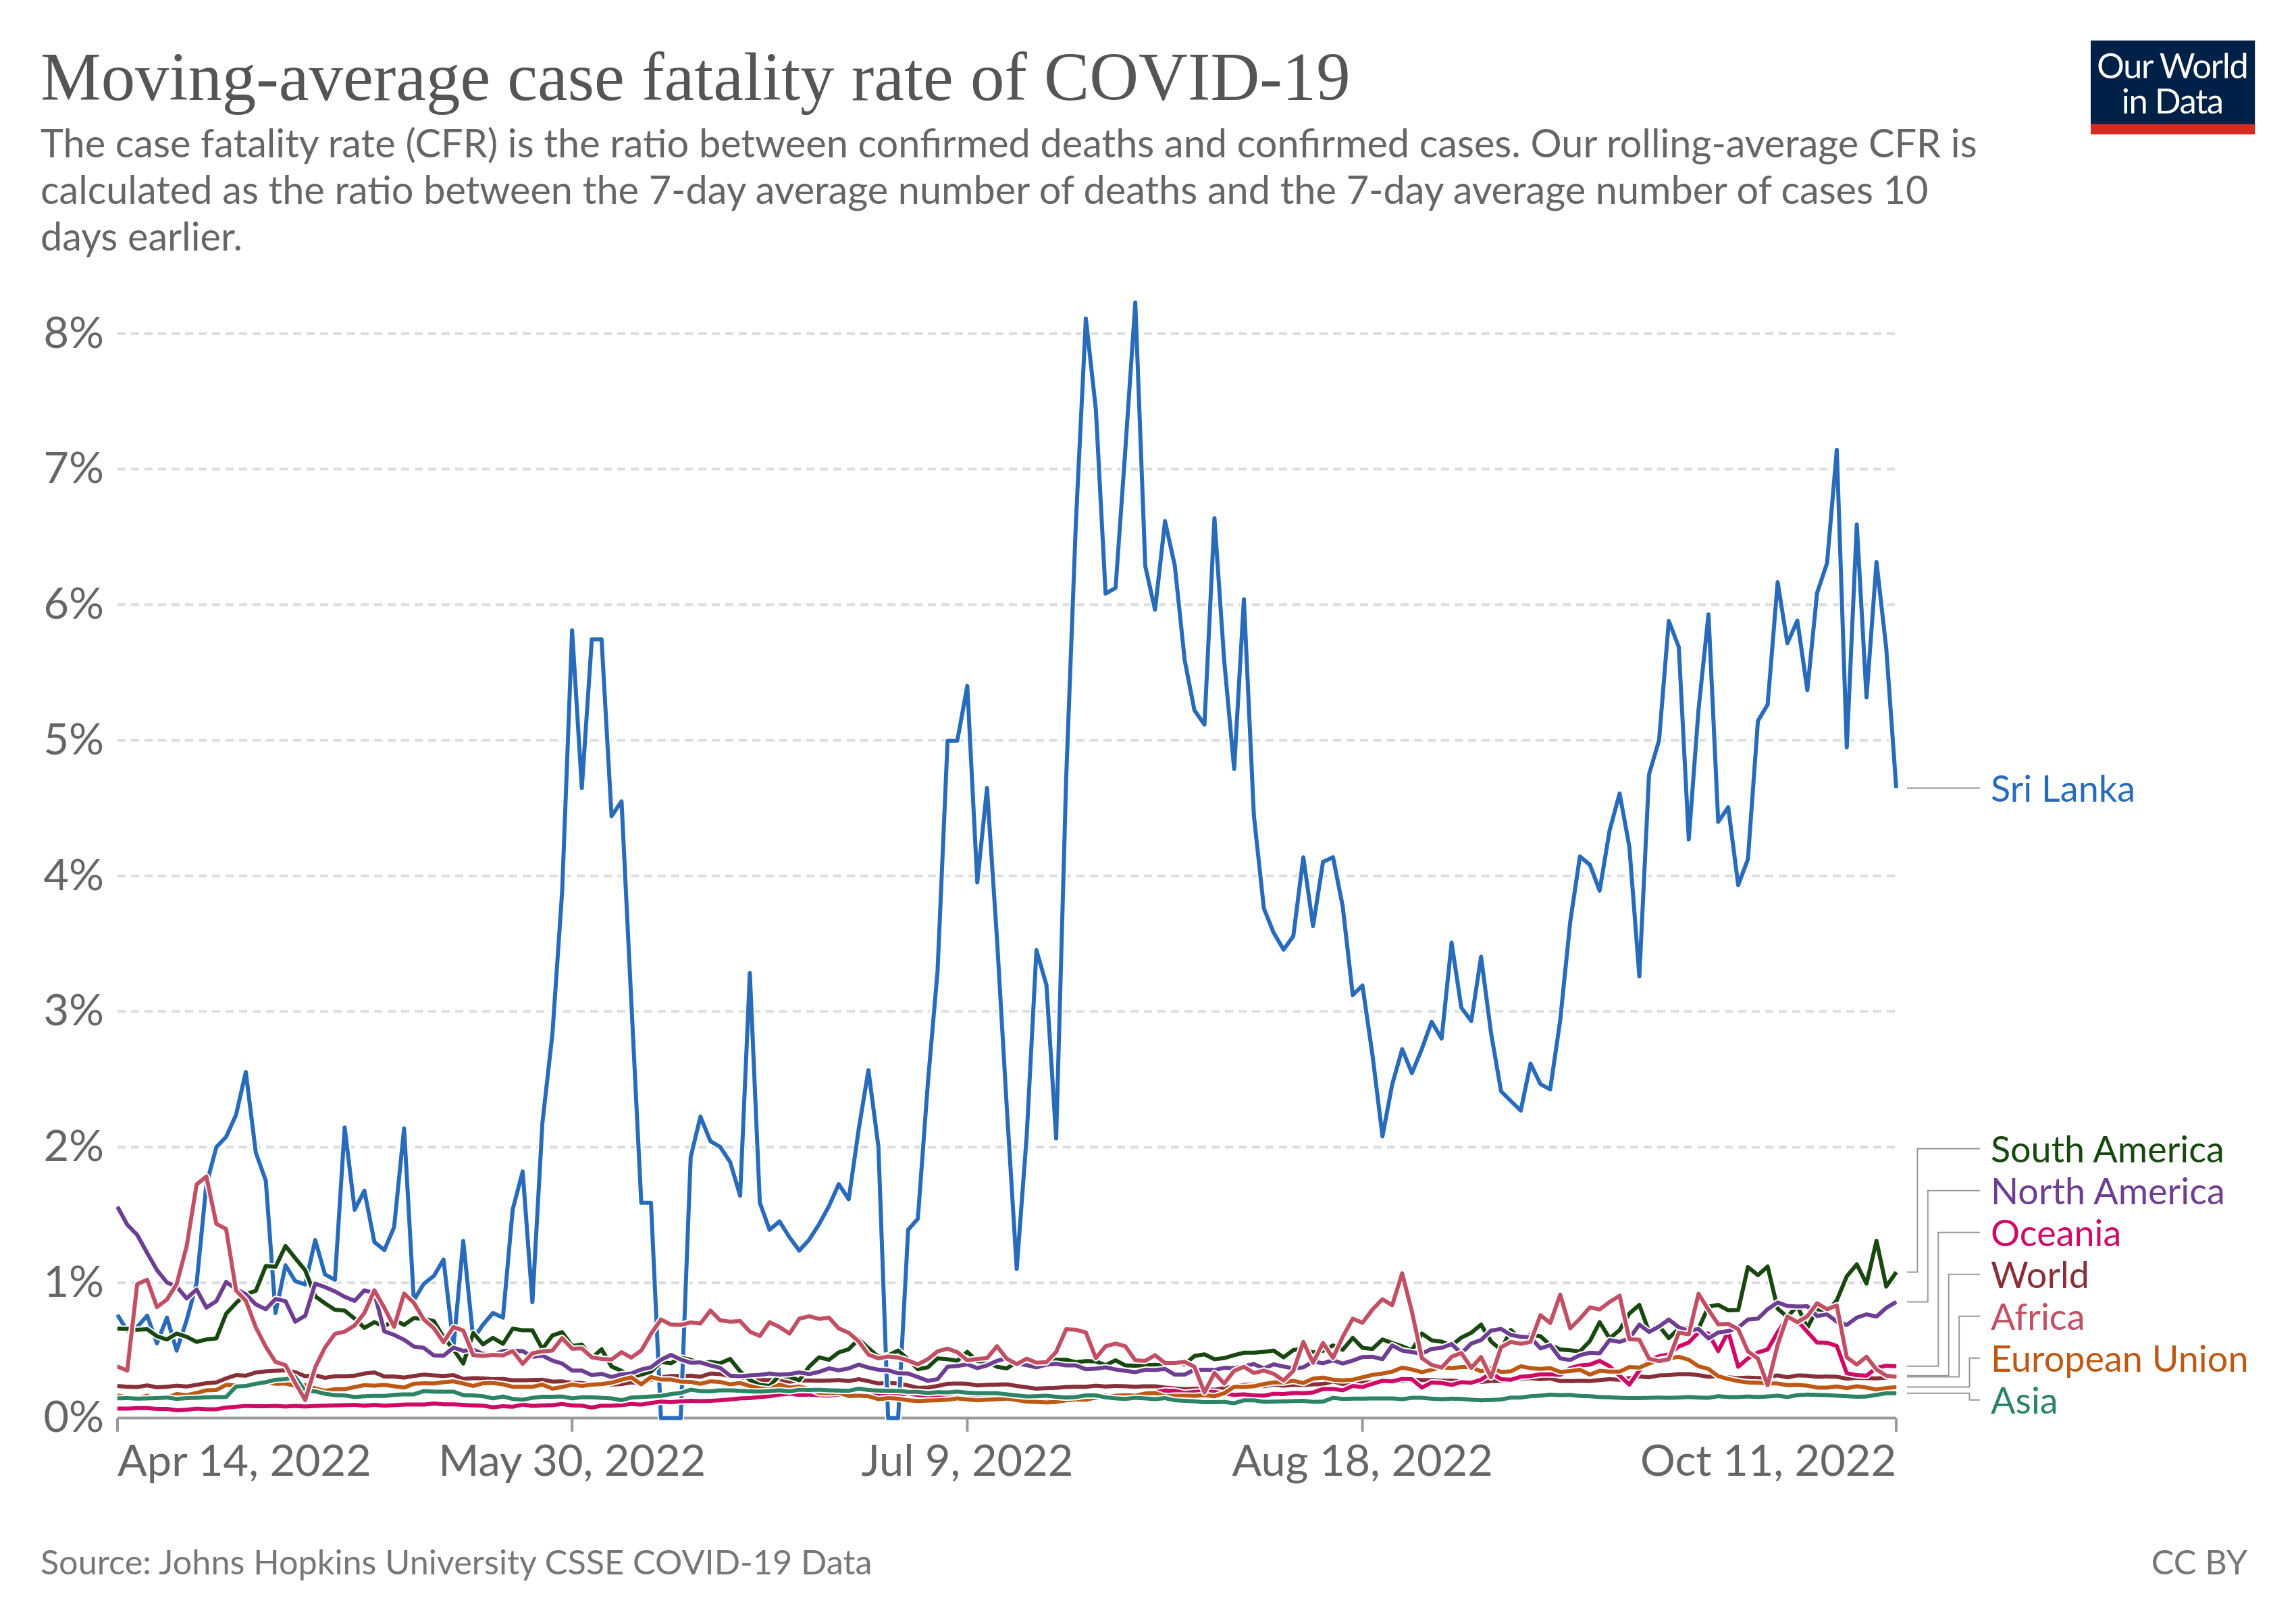 Moving-average case fatality rate of COVID-19
Our World
in Data
The case fatality rate (CFR) is the ratio between confirmed deaths and confirmed cases. Our rolling-average CFR is
calculated as the ratio between the 7-day average number of deaths and the 7-day average number of cases 10
days earlier.
8%
7%
6%
5%
4%
3%
2%
1%
0%
Sri Lanka
South America
North America
Oceania
World
Africa
European Union
Asia
Apr 14, 2022
May 30, 2022
Jul 9, 2022
Aug 18, 2022
Oct 11, 2022
Source: Johns Hopkins University CSSE COVID-19 Data
CC BY